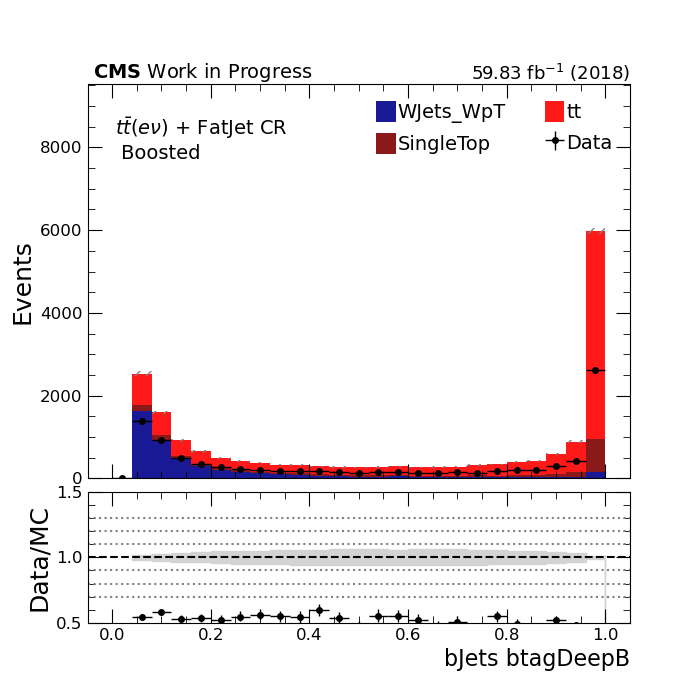 CMS Work in Progress 59.83 fb⁻¹ (2018)
tt̄(eν) + FatJet CR
Boosted
WJets_WpT tt
SingleTop Data
Events
8000
6000
4000
2000
0
Data/MC
1.5
1.0
0.5
0.0 0.2 0.4 0.6 0.8 1.0
bJets btagDeepB